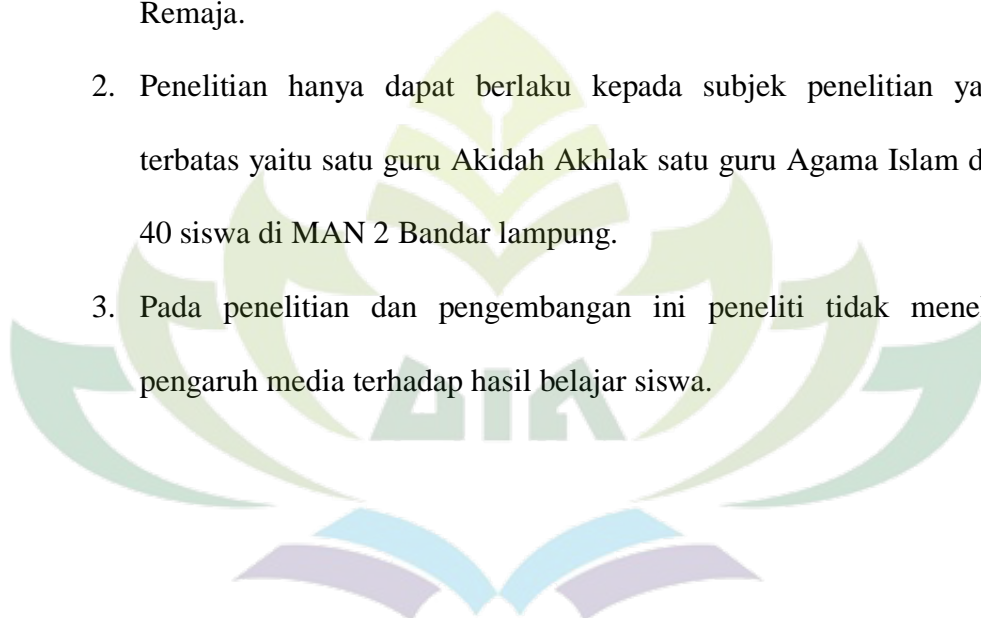 Remaja.
2. Penelitian hanya dapat berlaku kepada subjek penelitian ya
terbatas yaitu satu guru Akidah Akhlak satu guru Agama Islam d
40 siswa di MAN 2 Bandar lampung.
3. Pada penelitian dan pengembangan ini peneliti tidak mene
pengaruh media terhadap hasil belajar siswa.